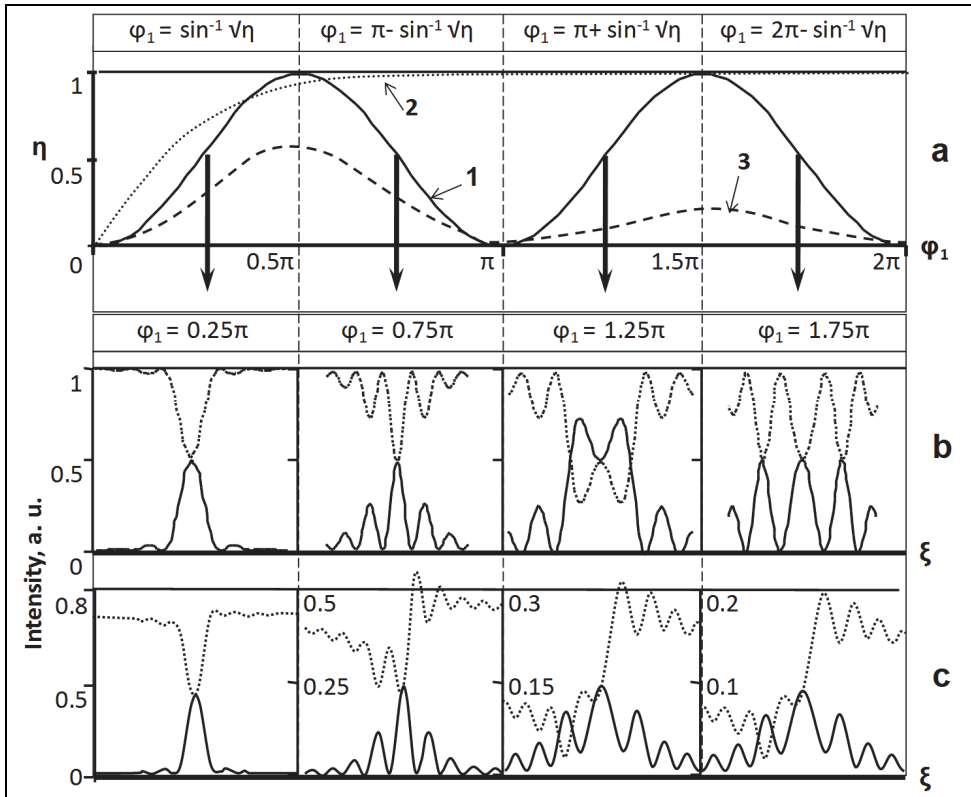 φ₁ = sin⁻¹ √η φ₁ = π- sin⁻¹ √η φ₁ = π+ sin⁻¹ √η φ₁ = 2π- sin⁻¹ √η
1
2
a
η
3
0.5
1
0 0.5π π 1.5π 2π φ₁
φ₁ = 0.25π φ₁ = 0.75π φ₁ = 1.25π φ₁ = 1.75π
1
0.5
b
0 ξ
Intensity, a. u.
0.8 0.5 0.3 0.2
0.5 0.25 0.15 0.1
c
0 ξ